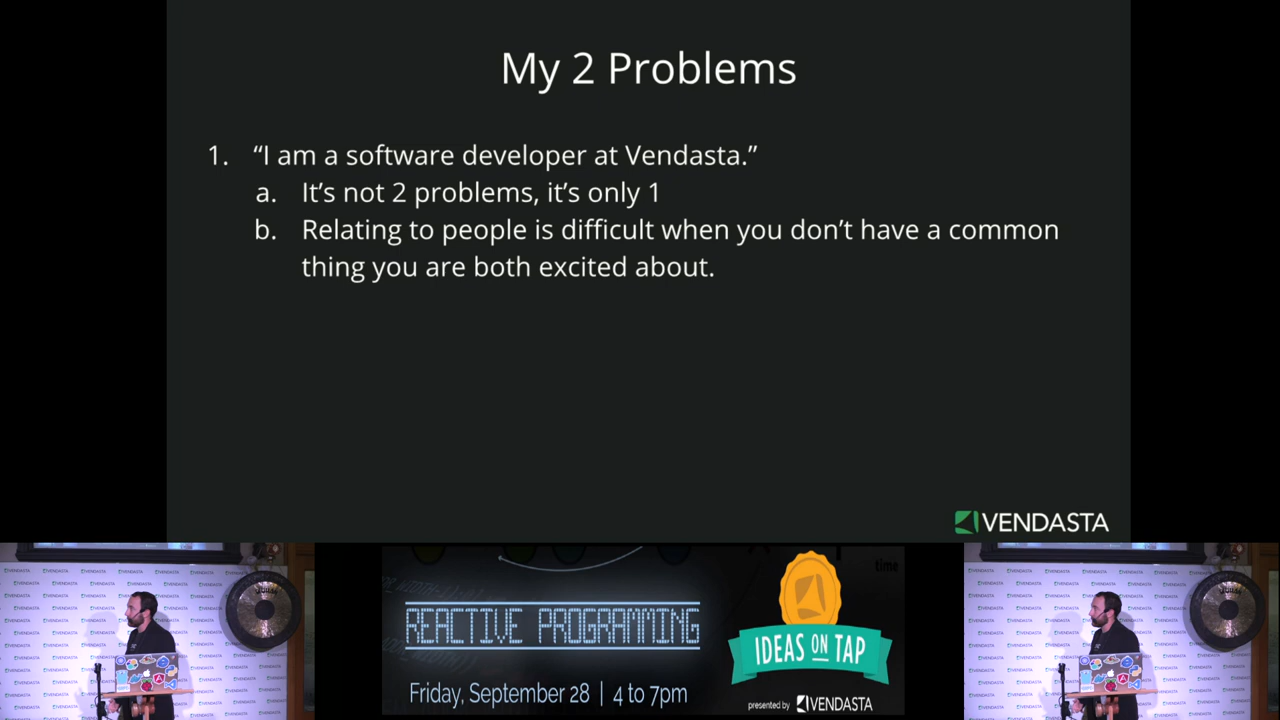 My 2 Problems
1. “I am a software developer at Vendasta.”
a. It’s not 2 problems, it’s only 1
b. Relating to people is difficult when you don’t have a common
thing you are both excited about.
VENDASTA
time
REACTIVE PROGRAMMING
Friday, September 28 | 4 to 7pm
IDEAS ON TAP
presented by VENDASTA